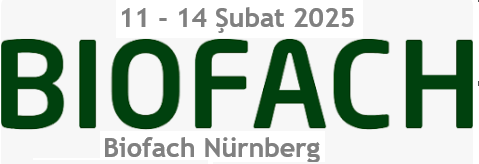 11 - 14 Şubat 2025
BIOFACH
Biofach Nürnberg